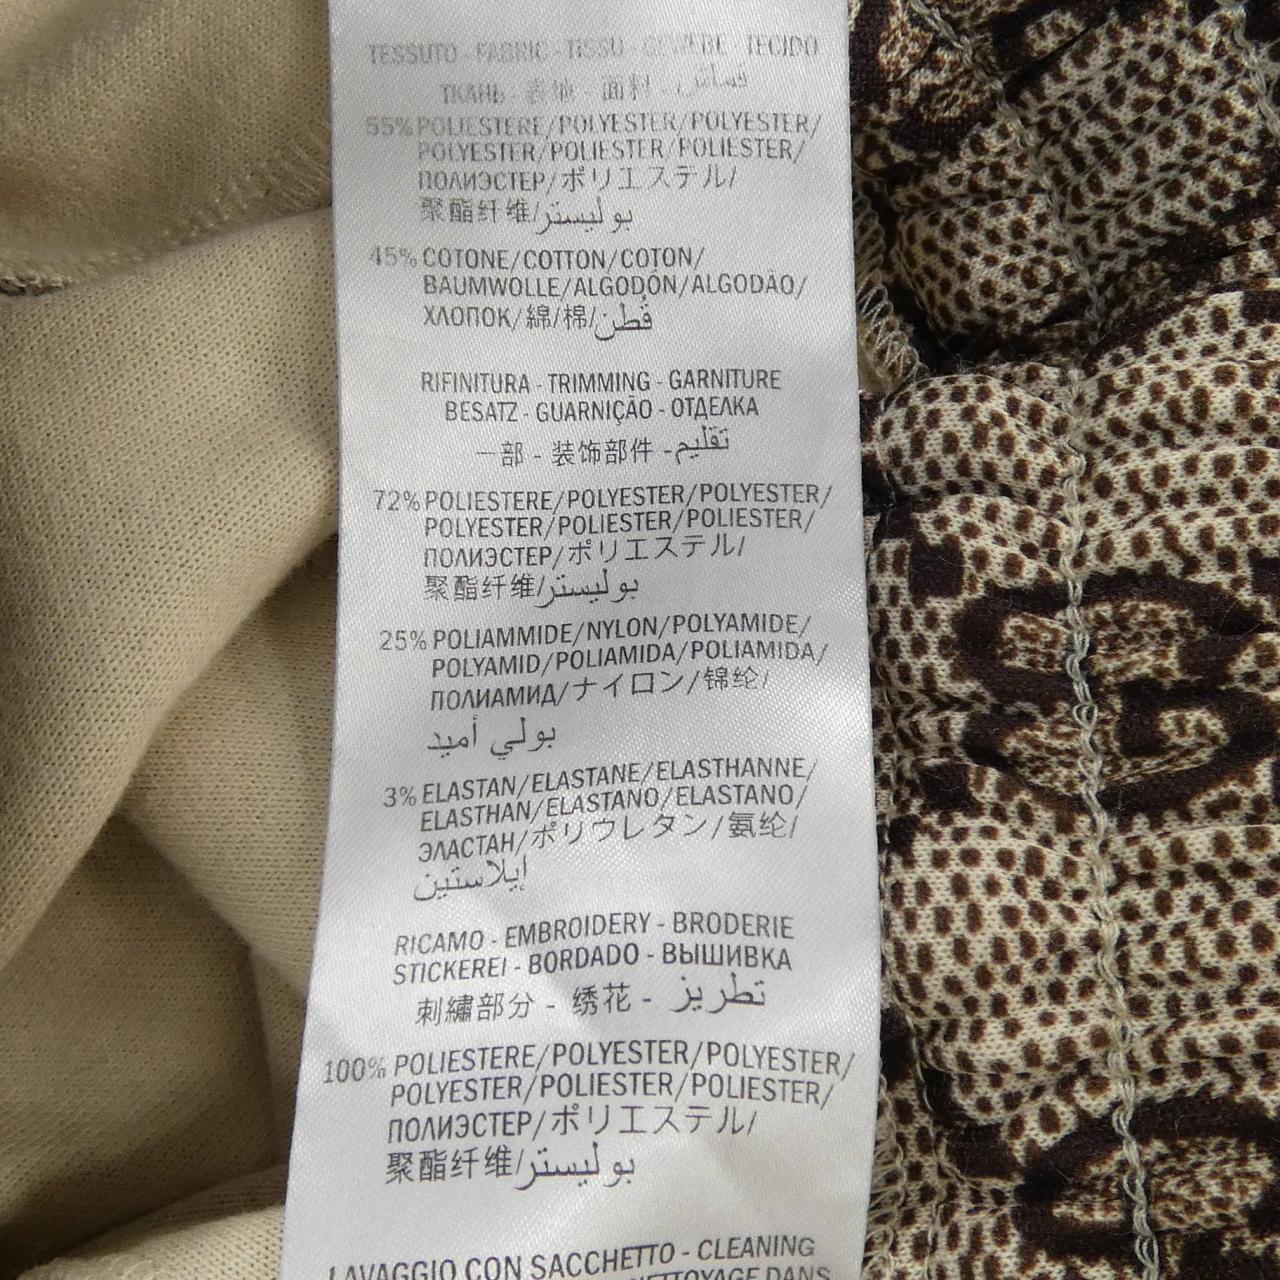 TESSUTO - FABRIC - TISSU - GEWEBE - TECIDO
ТКАНЬ - 表地 - 面料 - قماش
55% POLIESTERE/POLYESTER/POLYESTER/
POLYESTER/POLIESTER/POLIESTER/
ПОЛИЭСТЕР/ポリエステル/
聚酯纤维/بوليستر
45% COTONE/COTTON/COTON/
BAUMWOLLE/ALGODÓN/ALGODÃO/
ХЛОПОК/綿/棉/قطن
RIFINITURA - TRIMMING - GARNITURE
BESATZ - GUARNIÇÃO - ОТДЕЛКА
一部 - 装饰部件 - تقليم
72% POLIESTERE/POLYESTER/POLYESTER/
POLYESTER/POLIESTER/POLIESTER/
ПОЛИЭСТЕР/ポリエステル/
聚酯纤维/بوليستر
25% POLIAMMIDE/NYLON/POLYAMIDE/
POLYAMID/POLIAMIDA/POLIAMIDA/
ПОЛИАМИД/ナイロン/锦纶/
بولي أميد
3% ELASTAN/ELASTANE/ELASTHANNE/
ELASTHAN/ELASTANO/ELASTANO/
ЭЛАСТАН/ポリウレタン/氨纶/
إيلاستين
RICAMO - EMBROIDERY - BRODERIE
STICKEREI - BORDADO - ВЫШИВКА
刺繡部分 - 绣花 - تطريز
100% POLIESTERE/POLYESTER/POLYESTER/
POLYESTER/POLIESTER/POLIESTER/
ПОЛИЭСТЕР/ポリエステル/
聚酯纤维/بوليستر
LAVAGGIO CON SACCHETTO - CLEANING
NETTOYAGE DANS